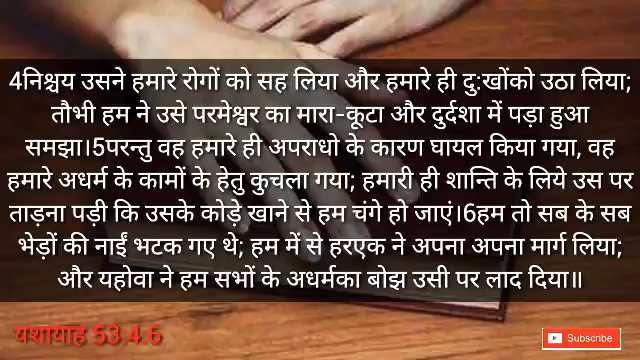 4निश्चय उसने हमारे रोगों को सह लिया और हमारे ही दु:खोंको उठा लिया;
तौभी हम ने उसे परमेश्वर का मारा-कूटा और दुर्दशा में पड़ा हुआ
समझा।5परन्तु वह हमारे ही अपराधो के कारण घायल किया गया, वह
हमारे अधर्म के कामों के हेतु कुचला गया; हमारी ही शान्ति के लिये उस पर
ताड़ना पड़ी कि उसके कोड़े खाने से हम चंगे हो जाएं।6हम तो सब के सब
भेड़ों की नाईं भटक गए थे; हम में से हरएक ने अपना अपना मार्ग लिया;
और यहोवा ने हम सभों के अधर्मका बोझ उसी पर लाद दिया॥
यशायाह 53:4:6
Subscribe